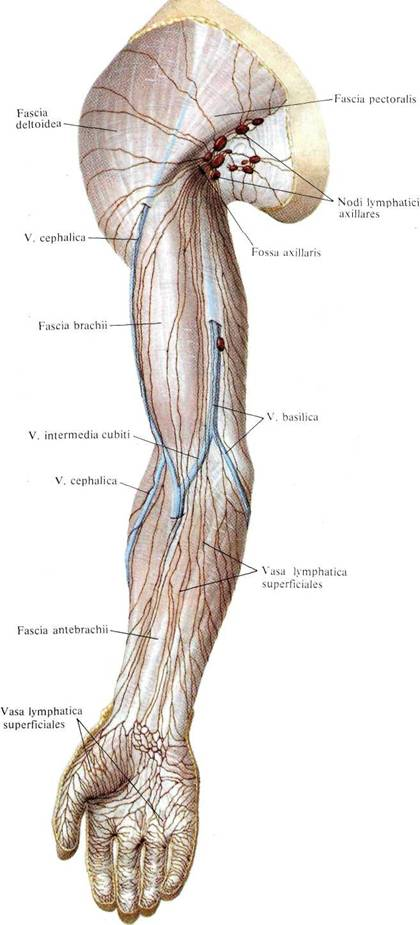 Fascia pectoralis
Fascia
deltoidea
Nodi lymphatici
axillares
V. cephalica
Fossa axillaris
Fascia brachii
V. basilica
V. intermedia cubiti
V. cephalica
Vasa lymphatica
superficiales
Fascia antebrachii
Vasa lymphatica
superficiales